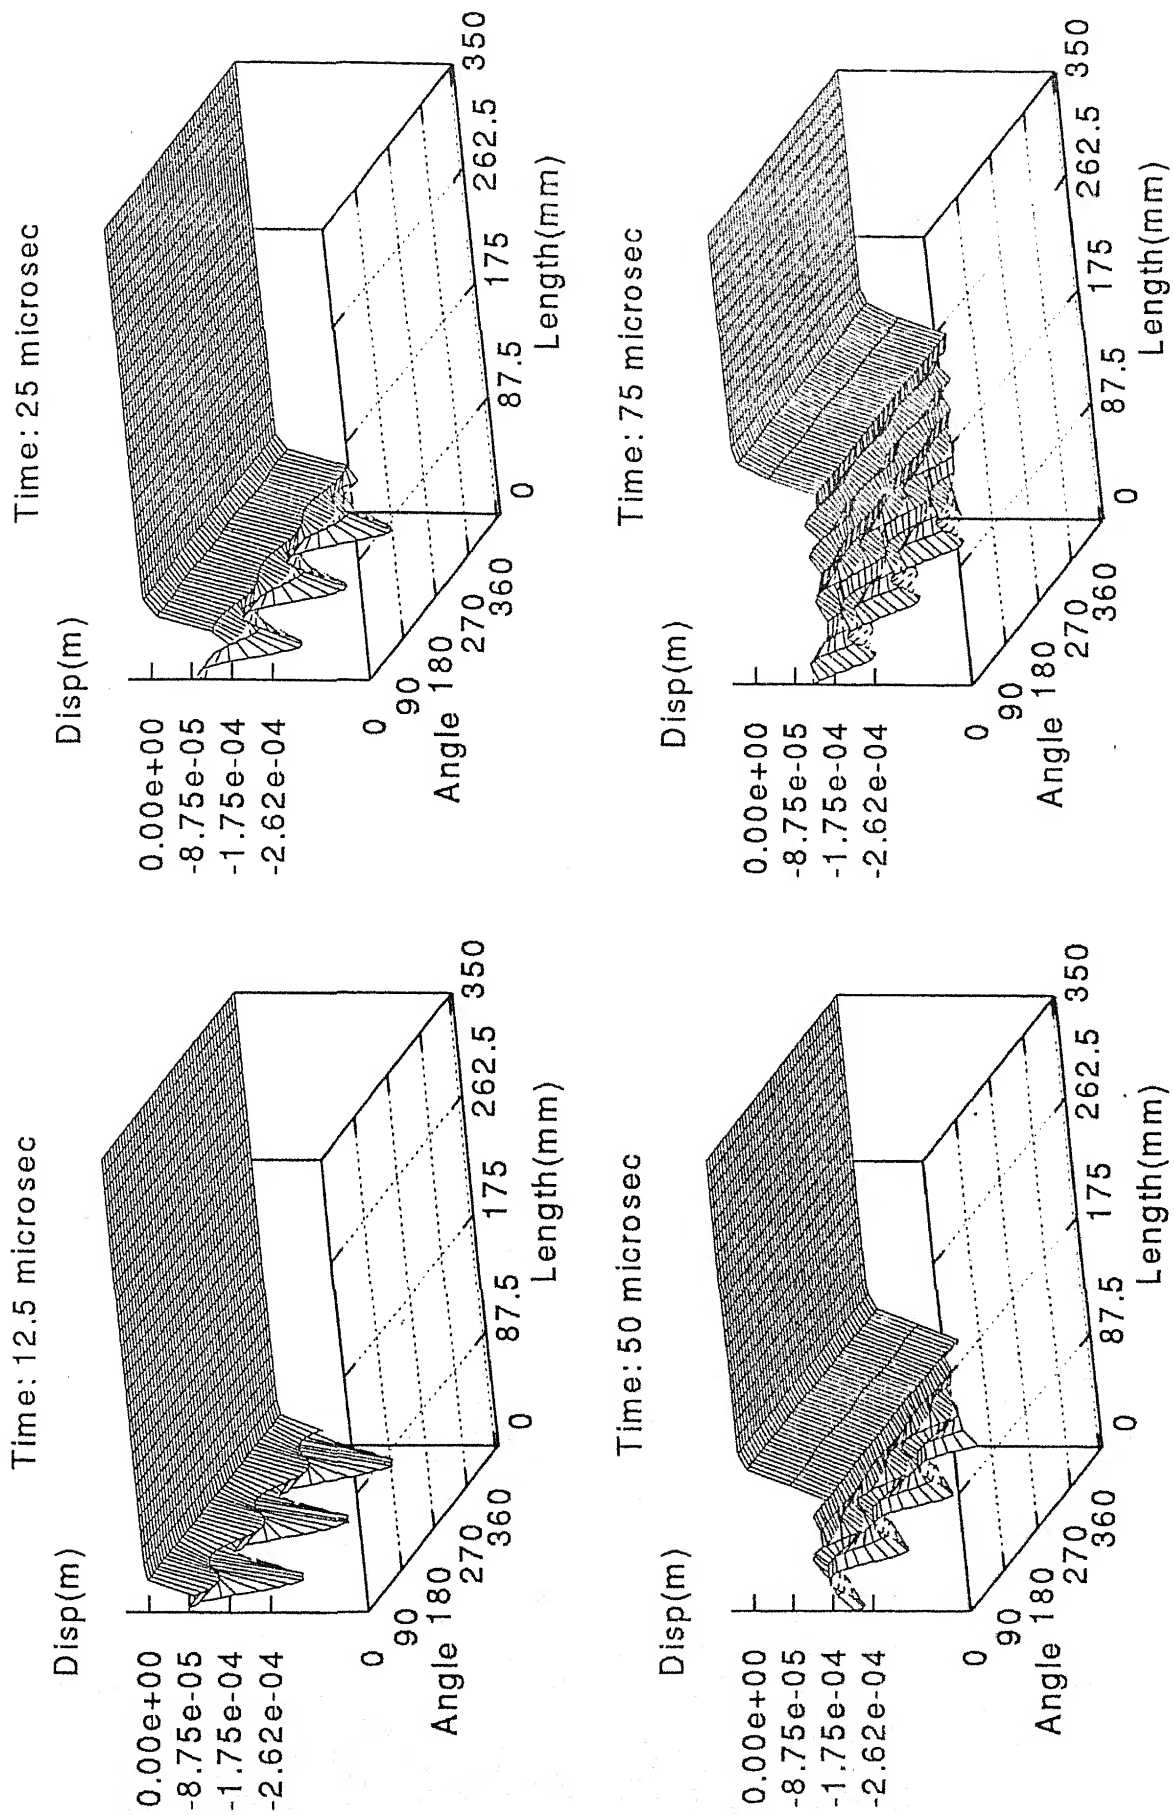 Time: 12.5 microsec
Disp(m)
0.00e+00
-8.75e-05
-1.75e-04
-2.62e-04
0
90
180
270
360
Angle
0
87.5
175
262.5
350
Length(mm)
Time: 25 microsec
Disp(m)
0.00e+00
-8.75e-05
-1.75e-04
-2.62e-04
0
90
180
270
360
Angle
0
87.5
175
262.5
350
Length(mm)
Time: 50 microsec
Disp(m)
0.00e+00
-8.75e-05
-1.75e-04
-2.62e-04
0
90
180
270
360
Angle
0
87.5
175
262.5
350
Length(mm)
Time: 75 microsec
Disp(m)
0.00e+00
-8.75e-05
-1.75e-04
-2.62e-04
0
90
180
270
360
Angle
0
87.5
175
262.5
350
Length(mm)